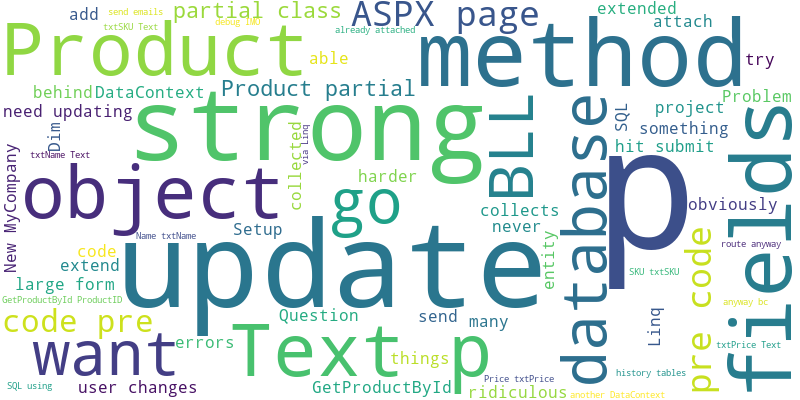 add
send emails
partial class
ASPX page
extended
txtSKU Text
debug IMO
already attached
attach
Product
able
method
try
behind
DataContext
Product partial
Problem
need updating
strong
BLL
database
SQL
project
something
fields
Dim
via Linq
collected
hit submit
txtName Text
New MyCompany
object
go
harder
p
obviously
collects
never
Setup
Name txtName
update
entity
route anyway
code
extend
SKU txtSKU
large form
GetProductById ProductID
pre code
anyway bc
code pre
Question
send
many
Linq
want
errors
Text p
things
txtPrice Text
history tables
SQL using
user changes
GetProductById
Price txtPrice
ridiculous
another DataContext